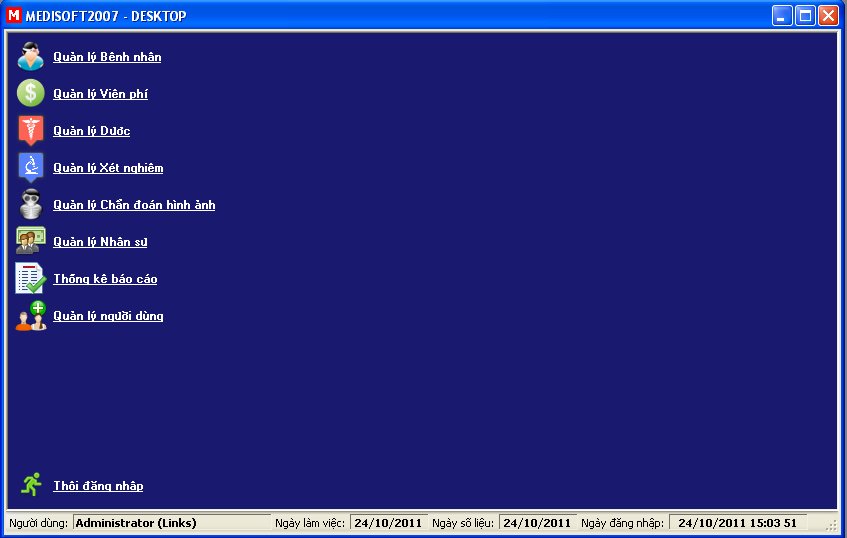 MEDISOFT2007 - DESKTOP
Quản lý Bệnh nhân
Quản lý Viện phí
Quản lý Dược
Quản lý Xét nghiệm
Quản lý Chẩn đoán hình ảnh
Quản lý Nhân sự
Thống kê báo cáo
Quản lý người dùng
Thôi đăng nhập
Người dùng: Administrator (Links) Ngày làm việc: 24/10/2011 Ngày số liệu: 24/10/2011 Ngày đăng nhập: 24/10/2011 15:03 51